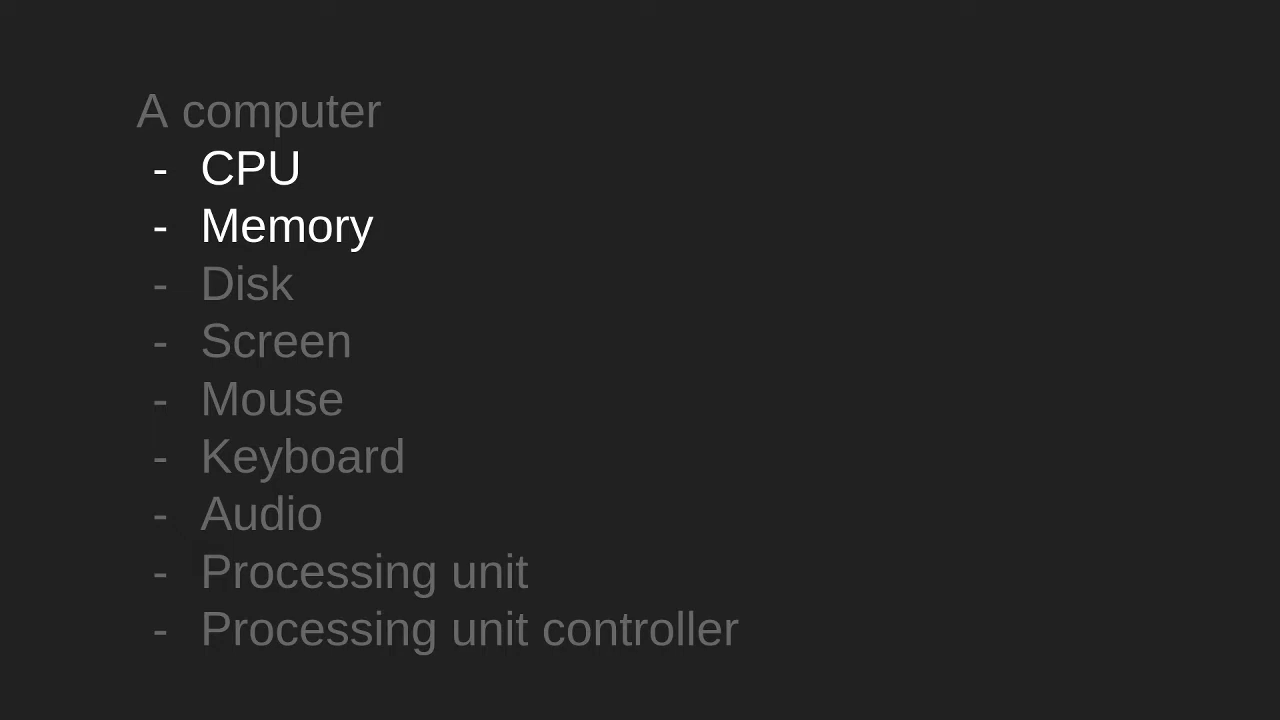 A computer
- CPU
- Memory
- Disk
- Screen
- Mouse
- Keyboard
- Audio
- Processing unit
- Processing unit controller